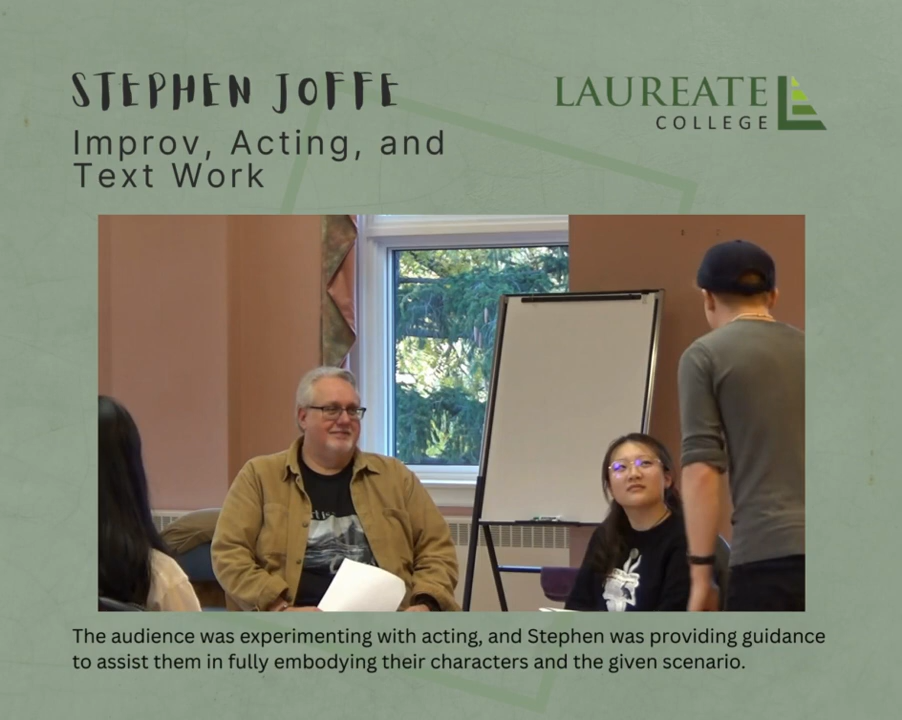 STEPHEN JOFFE
Improv, Acting, and
Text Work
LAUREATE
COLLEGE
The audience was experimenting with acting, and Stephen was providing guidance
to assist them in fully embodying their characters and the given scenario.